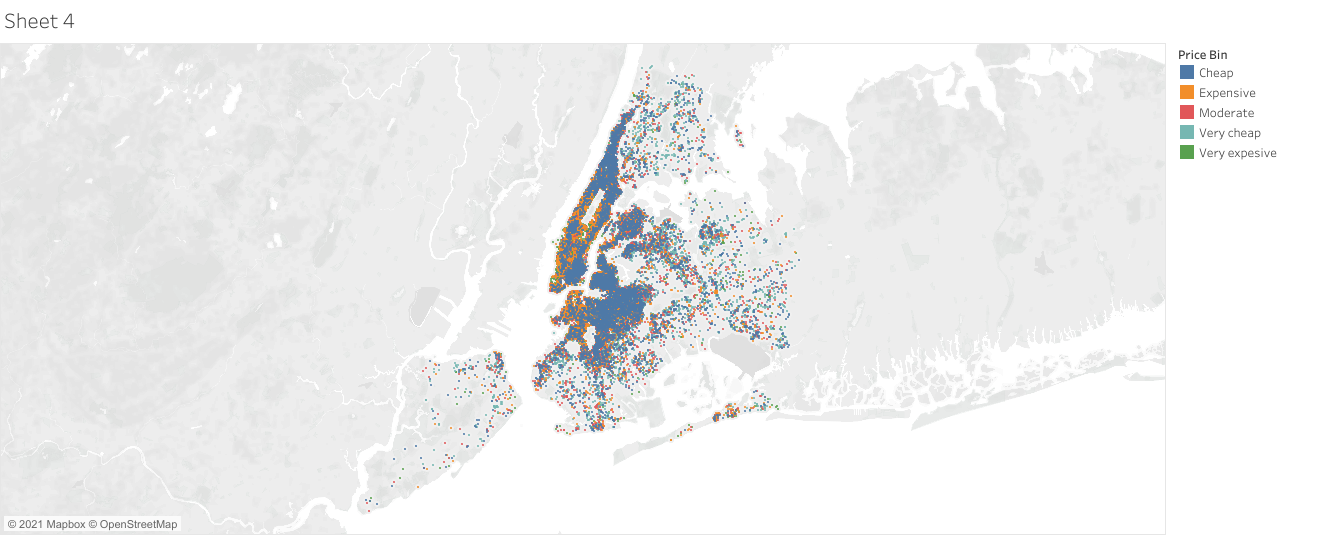 Sheet 4
Price Bin
Cheap
Expensive
Moderate
Very cheap
Very expesive
© 2021 Mapbox © OpenStreetMap